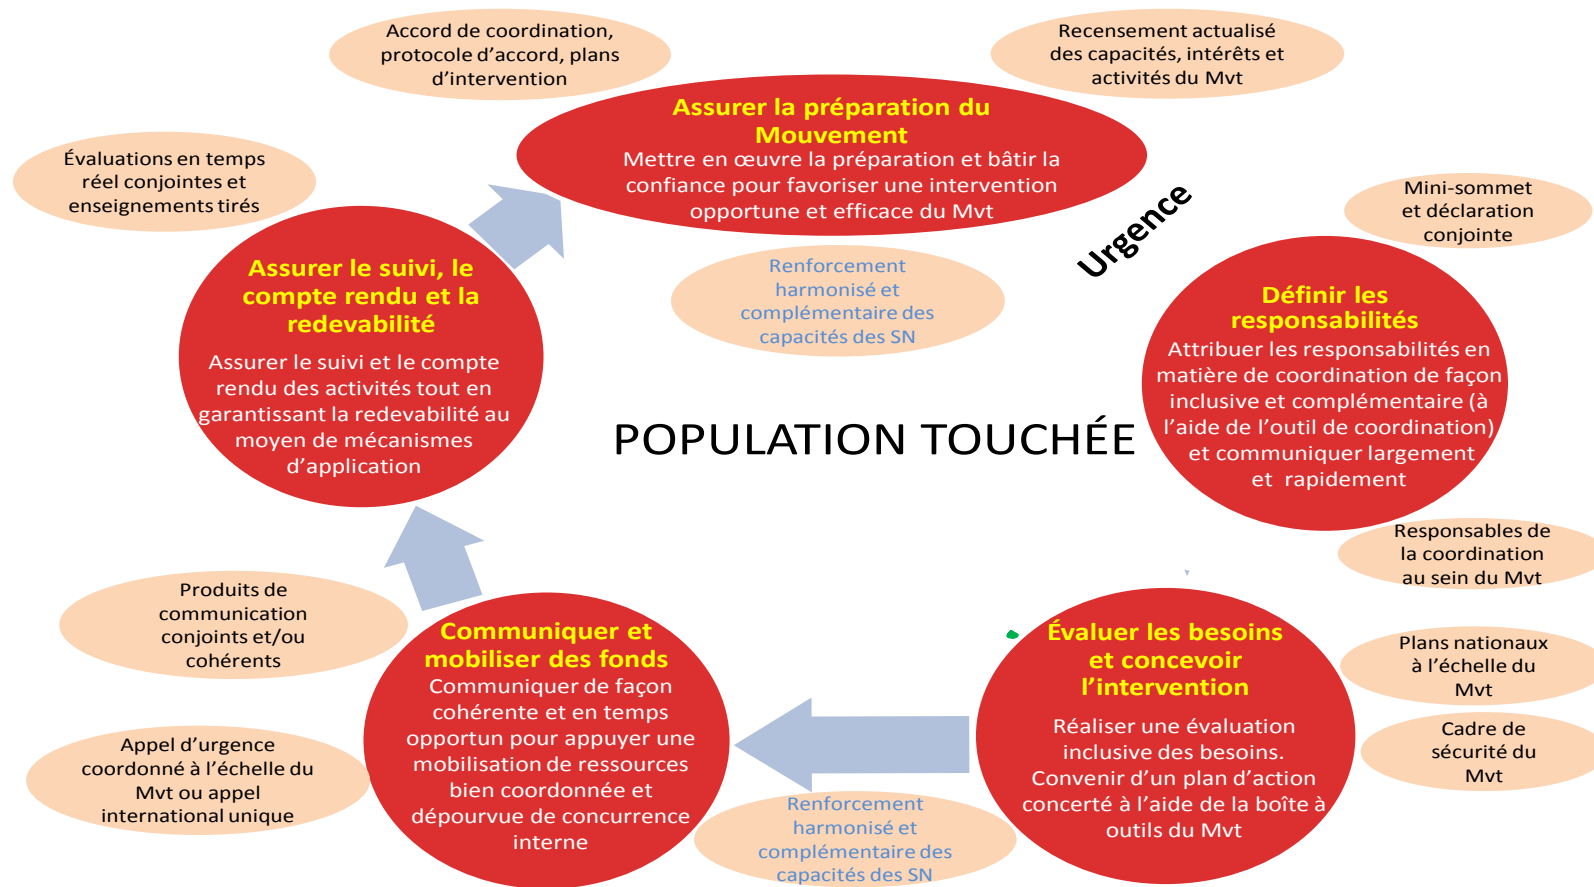 Accord de coordination,
protocole d’accord, plans
d’intervention
Recensement actualisé
des capacités, intérêts et
activités du Mvt
Assurer la préparation du
Mouvement
Mettre en œuvre la préparation et bâtir la
confiance pour favoriser une intervention
opportune et efficace du Mvt
Évaluations en temps
réel conjointes et
enseignements tirés
Urgence
Mini-sommet
et déclaration
conjointe
Renforcement
harmonisé et
complémentaire des
capacités des SN
Assurer le suivi, le
compte rendu et la
redevabilité
Assurer le suivi et le compte
rendu des activités tout en
garantissant la redevabilité au
moyen de mécanismes
d’application
Définir les
responsabilités
Attribuer les responsabilités en
matière de coordination de façon
inclusive et complémentaire (à
l’aide de l’outil de coordination)
et communiquer largement
et rapidement
POPULATION TOUCHÉE
Responsables de
la coordination
au sein du Mvt
Produits de
communication
conjoints et/ou
cohérents
Communiquer et
mobiliser des fonds
Communiquer de façon
cohérente et en temps
opportun pour appuyer une
mobilisation de ressources
bien coordonnée et
dépourvue de concurrence
interne
Évaluer les besoins
et concevoir
l’intervention
Réaliser une évaluation
inclusive des besoins.
Convenir d’un plan d’action
concerté à l’aide de la boîte à
outils du Mvt
Plans nationaux
à l’échelle du
Mvt
Cadre de
sécurité du
Mvt
Appel d’urgence
coordonné à l’échelle du
Mvt ou appel
international unique
Renforcement
harmonisé et
complémentaire des
capacités des SN